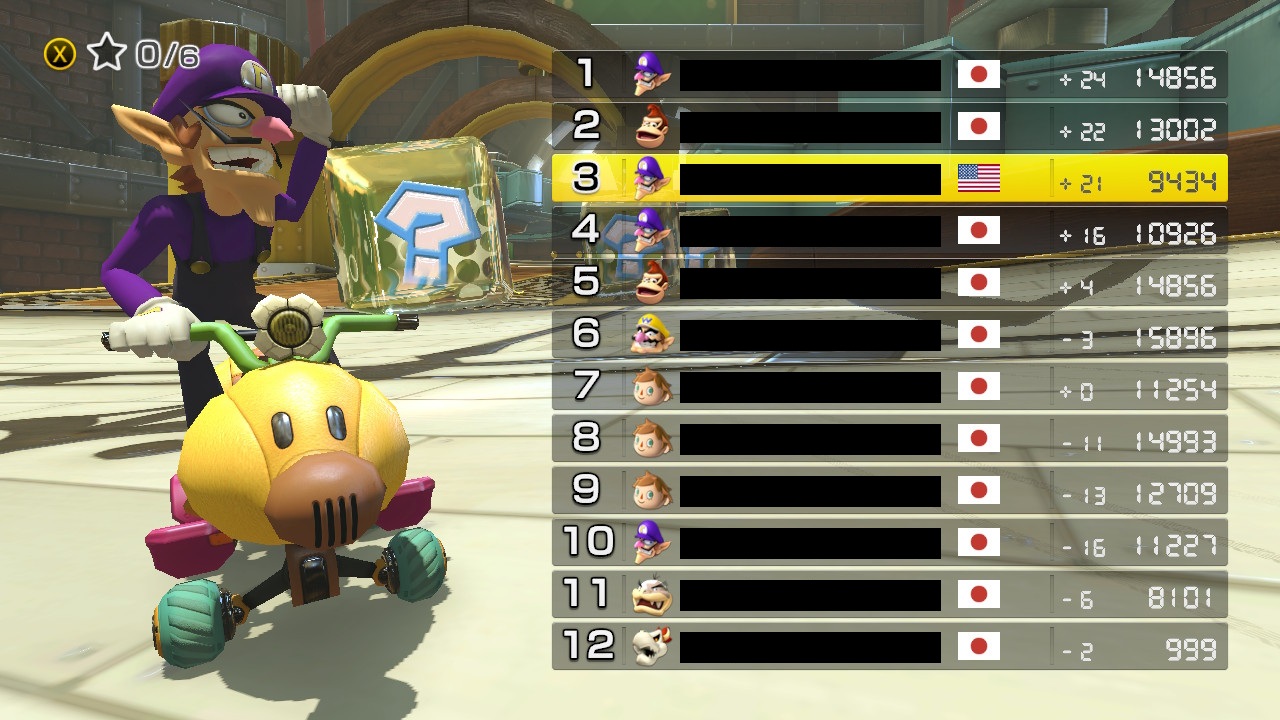 X ☆ 0/6
1 + 24 14856
2 + 22 13002
3 + 21 9434
4 + 16 10926
5 + 4 14856
6 - 3 15896
7 + 0 11254
8 - 11 14993
9 - 13 12709
10 - 16 11227
11 - 6 8101
12 - 2 999